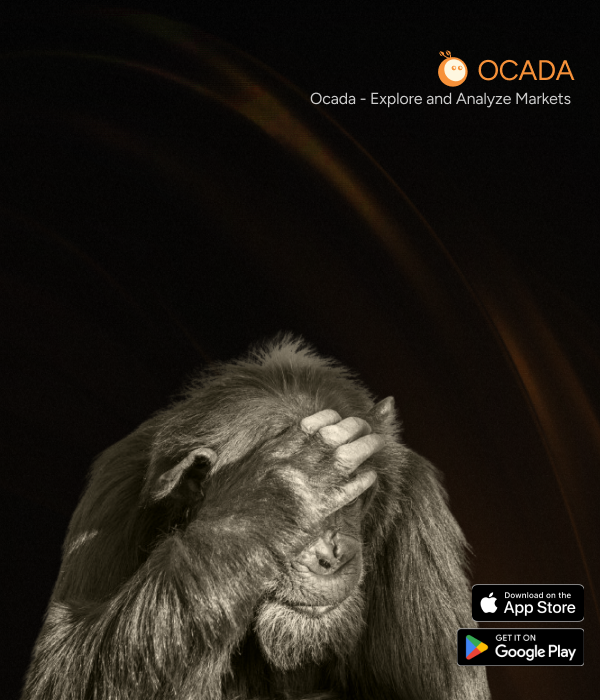 OCADA
Ocada - Explore and Analyze Markets
Download on the
App Store
GET IT ON
Google Play